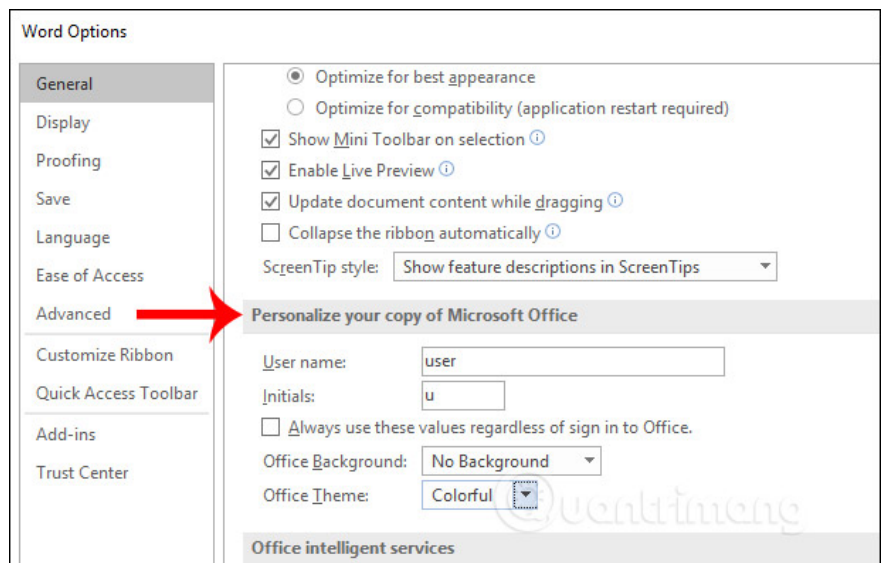 Word Options
General
Display
Proofing
Save
Language
Ease of Access
Advanced
Customize Ribbon
Quick Access Toolbar
Add-ins
Trust Center
Optimize for best appearance
Optimize for compatibility (application restart required)
Show Mini Toolbar on selection
Enable Live Preview
Update document content while dragging
Collapse the ribbon automatically
ScreenTip style: Show feature descriptions in ScreenTips
Personalize your copy of Microsoft Office
User name: user
Initials: u
Always use these values regardless of sign in to Office.
Office Background: No Background
Office Theme: Colorful
Quantrimang
Office intelligent services